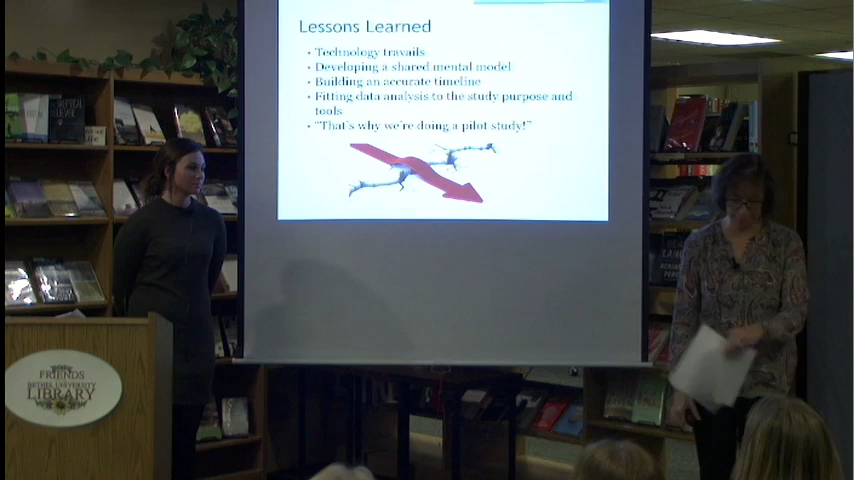 Lessons Learned
• Technology travails
• Developing a shared mental model
• Building an accurate timeline
• Fitting data analysis to the study purpose and
tools
• "That's why we're doing a pilot study!"
FRIENDS
BETHEL UNIVERSITY
LIBRARY